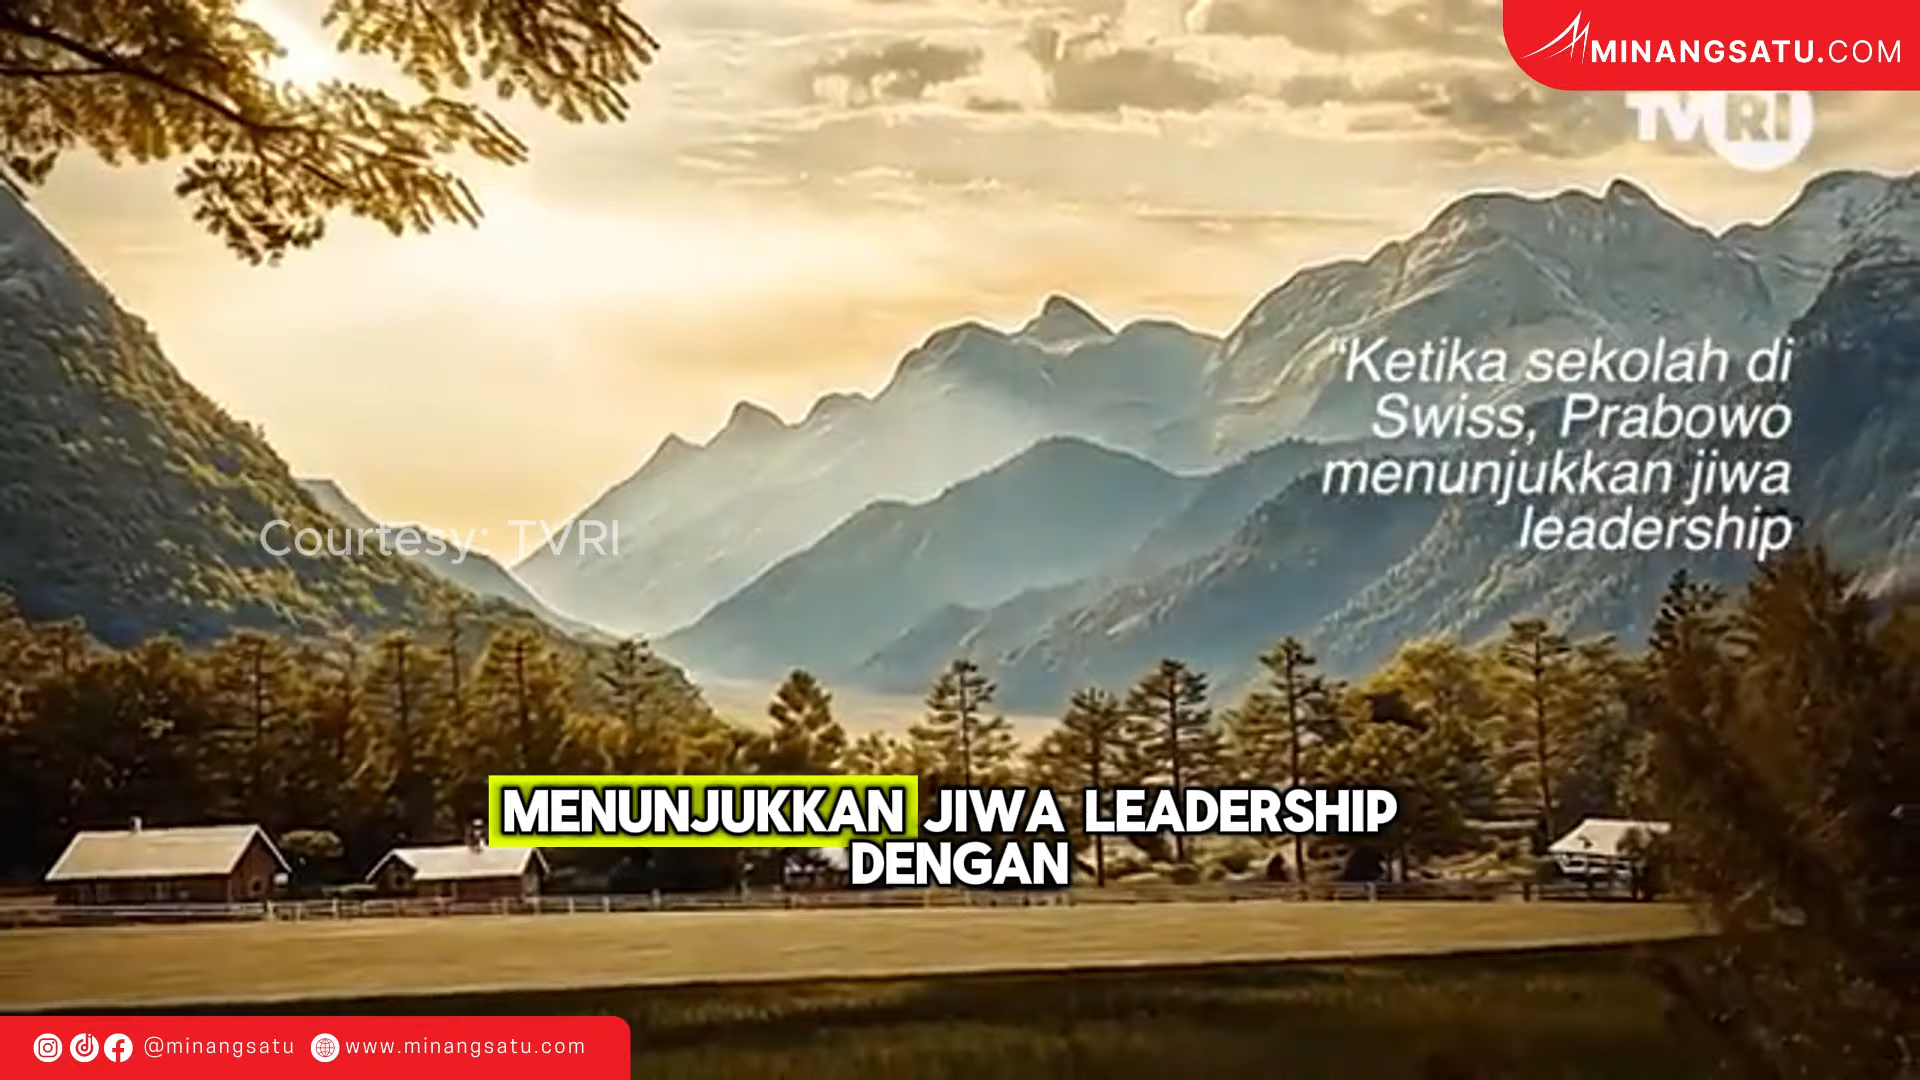 MINANGSATU.COM
TVRI
"Ketika sekolah di
Swiss, Prabowo
menunjukkan jiwa
leadership
Courtesy: TVRI
MENUNJUKKAN JIWA LEADERSHIP
DENGAN
@minangsatu www.minangsatu.com